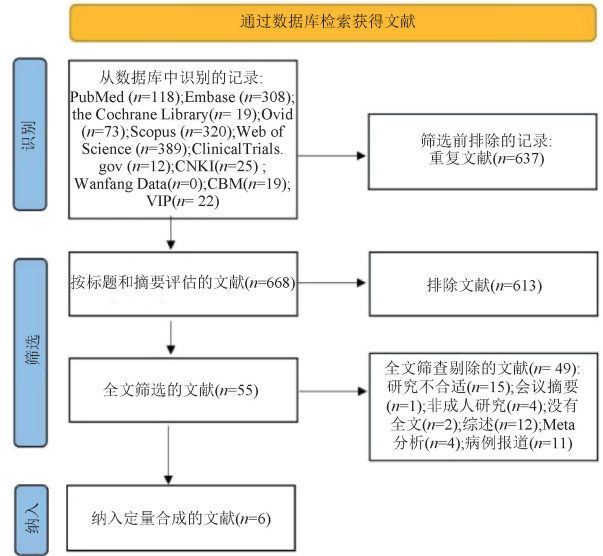 通过数据库检索获得文献
识别
从数据库中识别的记录:
PubMed (n=118);Embase (n=308);
the Cochrane Library(n= 19);Ovid
(n=73);Scopus (n=320);Web of
Science (n=389);ClinicalTrials.
gov (n=12);CNKI(n=25) ;
Wanfang Data(n=0);CBM(n=19);
VIP(n= 22)
筛选前排除的记录:
重复文献(n=637)
筛选
按标题和摘要评估的文献(n=668)
排除文献(n=613)
全文筛选的文献(n=55)
全文筛查剔除的文献(n= 49):
研究不合适(n=15);会议摘要
(n=1);非成人研究(n=4);没有
全文(n=2);综述(n=12);Meta
分析(n=4);病例报道(n=11)
纳入
纳入定量合成的文献(n=6)